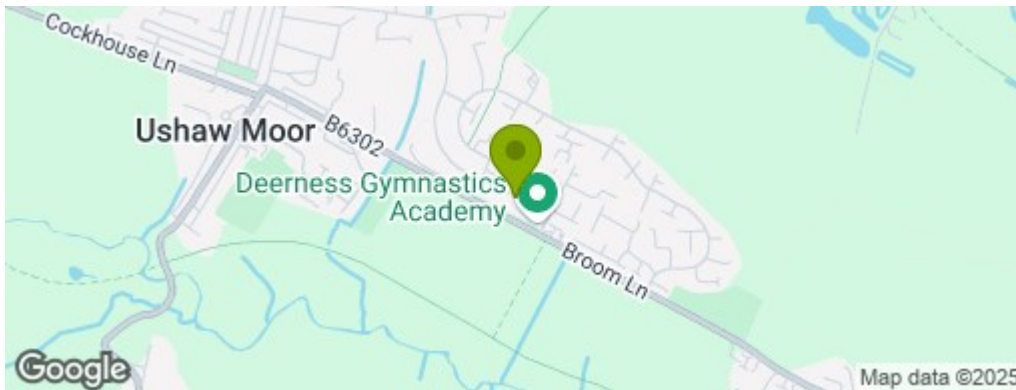 Cockhouse Ln
B6302
Ushaw Moor
Deerness Gymnastics
Academy
Broom Ln
Google
Map data ©2025